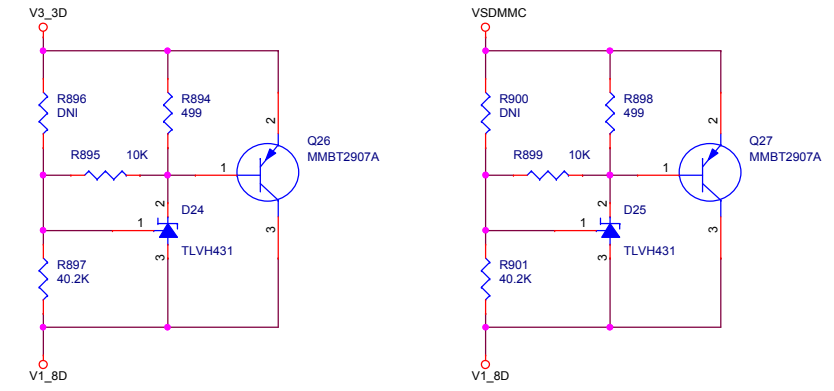 V3_3D
R896
DNI
R894
499
Q26
MMBT2907A
2
R895 10K
1
D24
2
1
TLVH431
3
3
R897
40.2K
V1_8D
VSDMMC
R900
DNI
R898
499
Q27
MMBT2907A
2
R899 10K
1
D25
2
1
TLVH431
3
3
R901
40.2K
V1_8D